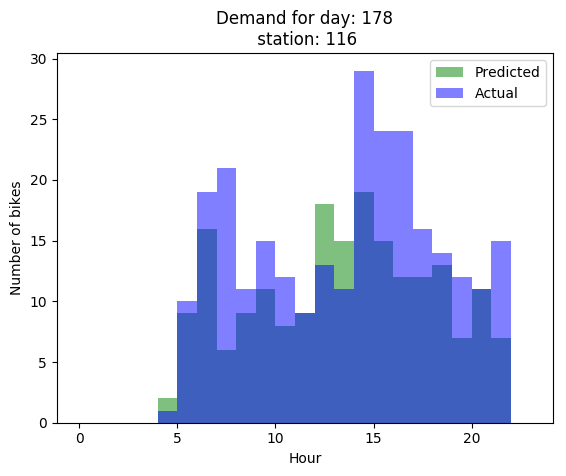 Demand for day: 178
station: 116
Predicted
Actual
Number of bikes
30
25
20
15
10
5
0
0
5
10
15
20
Hour